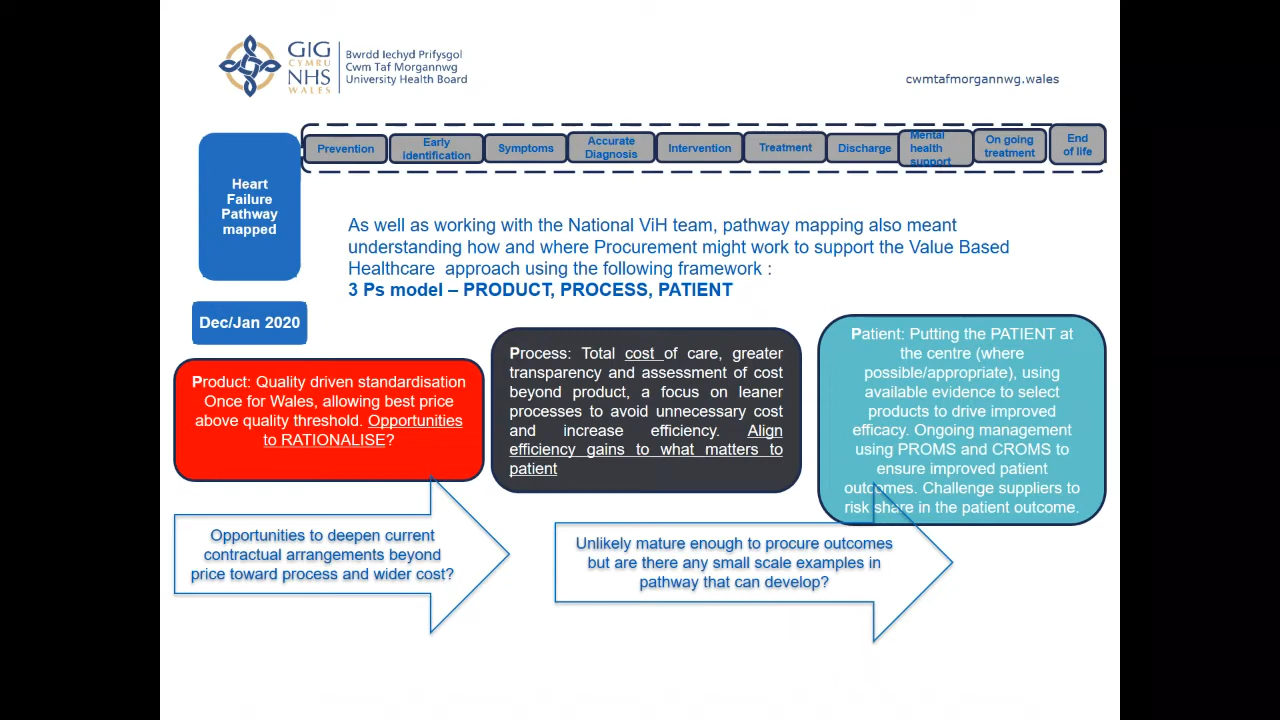 GIG
CYMRU
NHS
WALES
Bwrdd Iechyd Prifysgol
Cwm Taf Morgannwg
University Health Board
cwmtafmorgannwg.wales
Heart
Failure
Pathway
mapped
Prevention
Early
Identification
Symptoms
Accurate
Diagnosis
Intervention
Treatment
Discharge
Mental
health
support
On going
treatment
End
of life
As well as working with the National ViH team, pathway mapping also meant
understanding how and where Procurement might work to support the Value Based
Healthcare approach using the following framework :
3 Ps model – PRODUCT, PROCESS, PATIENT
Dec/Jan 2020
Product: Quality driven standardisation
Once for Wales, allowing best price
above quality threshold. Opportunities
to RATIONALISE?
Process: Total cost of care, greater
transparency and assessment of cost
beyond product, a focus on leaner
processes to avoid unnecessary cost
and increase efficiency. Align
efficiency gains to what matters to
patient
Patient: Putting the PATIENT at
the centre (where
possible/appropriate), using
available evidence to select
products to drive improved
efficacy. Ongoing management
using PROMS and CROMS to
ensure improved patient
outcomes. Challenge suppliers to
risk share in the patient outcome.
Opportunities to deepen current
contractual arrangements beyond
price toward process and wider cost?
Unlikely mature enough to procure outcomes
but are there any small scale examples in
pathway that can develop?